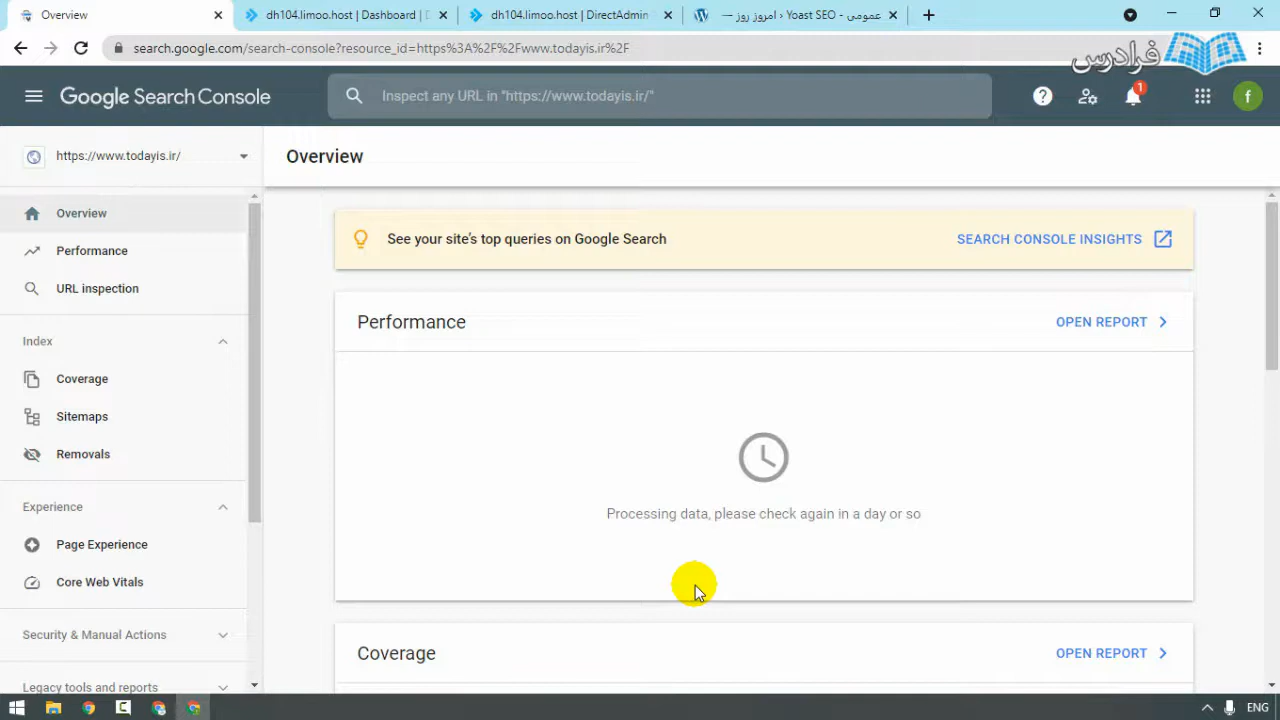 Overview
dh104.limoo.host | Dashboard | D
dh104.limoo.host | DirectAdmin
عمومی - Yoast SEO ‹ امروز روز —
search.google.com/search-console?resource_id=https%3A%2F%2Fwww.todayis.ir%2F
فرادرس
Google Search Console
Inspect any URL in "https://www.todayis.ir/"
1
f
https://www.todayis.ir/
Overview
Overview
Performance
URL inspection
Index
Coverage
Sitemaps
Removals
Experience
Page Experience
Core Web Vitals
Security & Manual Actions
Legacy tools and reports
See your site's top queries on Google Search
SEARCH CONSOLE INSIGHTS
Performance
OPEN REPORT
Processing data, please check again in a day or so
Coverage
OPEN REPORT
ENG